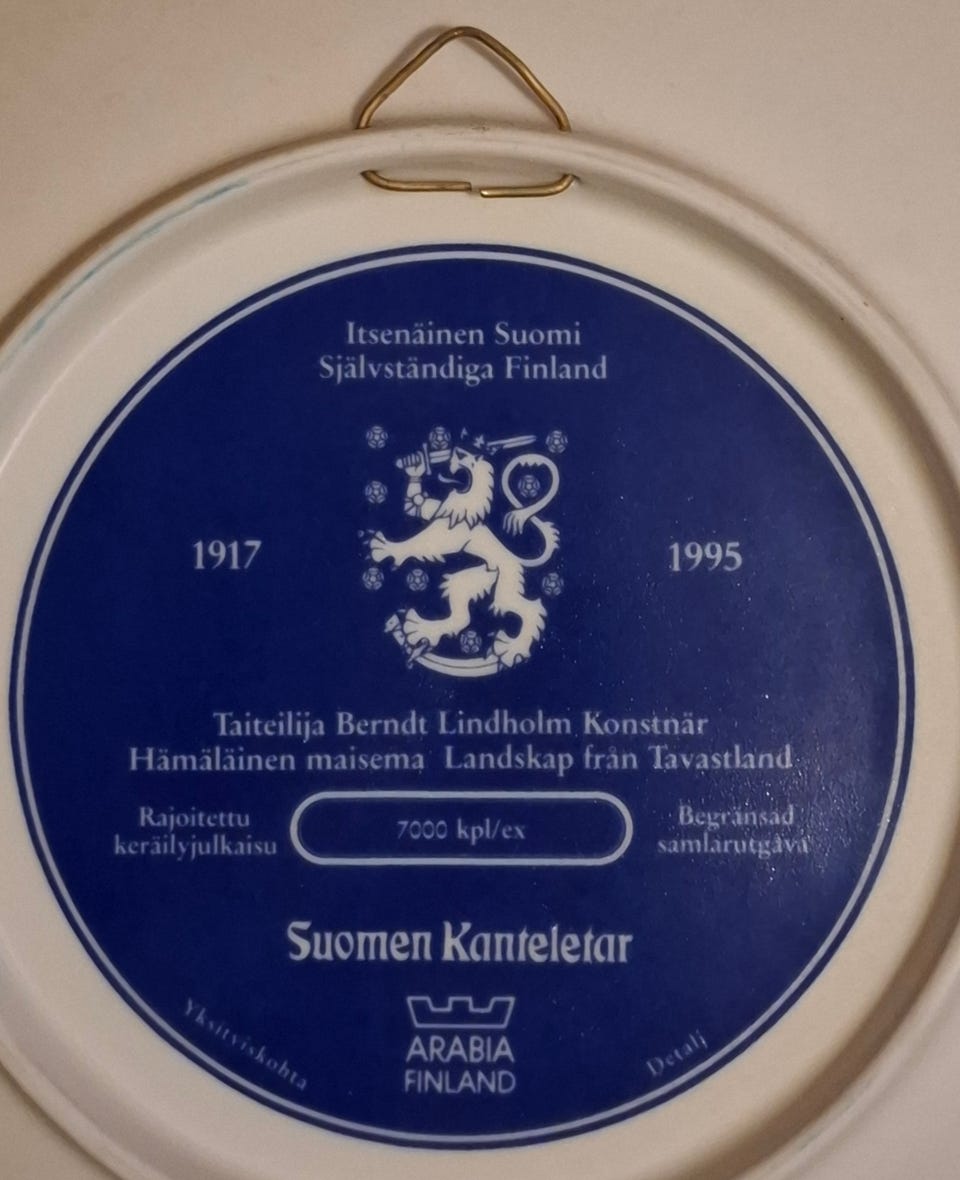 Itsenäinen Suomi
Självständiga Finland
1917
1995
Taiteilija Berndt Lindholm Konstnär
Hämäläinen maisema Landskap från Tavastland
Rajoitettu
keräilyjulkaisu
7000 kpl/ex
Begränsad
samlarutgåva
Suomen Kanteletar
Yksityiskohta
ARABIA
FINLAND
Detalj